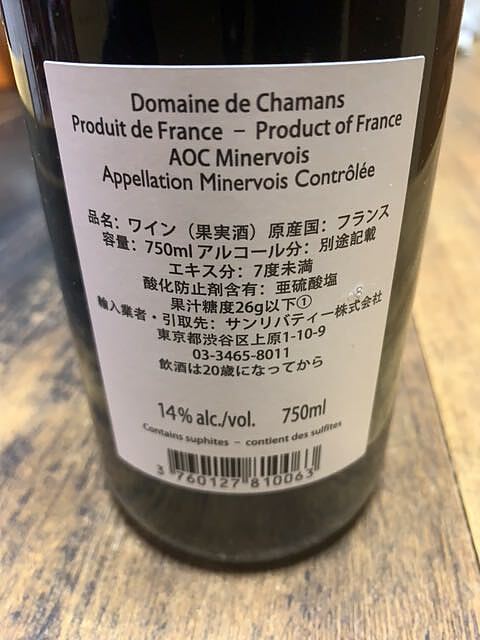 Domaine de Chamans
Produit de France – Product of France
AOC Minervois
Appellation Minervois Contrôlée
品名：ワイン（果実酒）原産国：フランス
容量：750mlアルコール分：別途記載
エキス分：7度未満
酸化防止剤含有：亜硫酸塩
果汁糖度26g以下①
輸入業者・引取先：サンリバティー株式会社
東京都渋谷区上原1-10-9
03-3465-8011
飲酒は20歳になってから
14% alc./vol. 750ml
Contains suphites – contient des sulfites
3 760127 810063